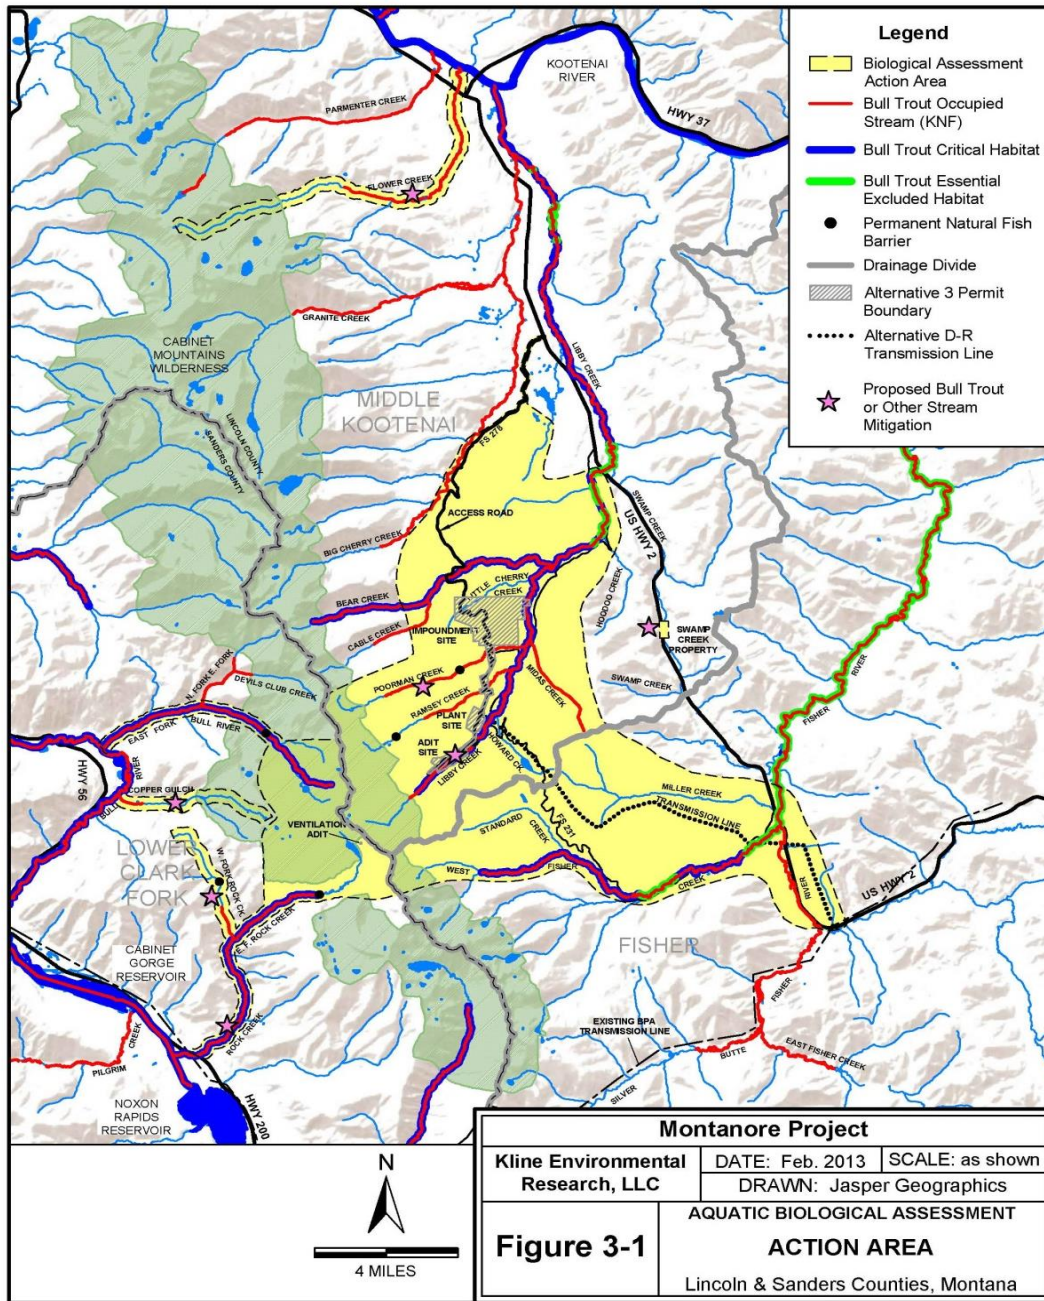 Legend
Biological Assessment
Action Area
Bull Trout Occupied
Stream (KNF)
Bull Trout Critical Habitat
Bull Trout Essential
Excluded Habitat
Permanent Natural Fish
Barrier
Drainage Divide
Alternative 3 Permit
Boundary
Alternative D-R
Transmission Line
Proposed Bull Trout
or Other Stream
Mitigation
KOOTENAI
RIVER
HWY 37
PARMENTER CREEK
FLOWER CREEK
GRANITE CREEK
CABINET
MOUNTAINS
WILDERNESS
LINCOLN COUNTY
SANDERS COUNTY
MIDDLE
KOOTENAI
LIBBY CREEK
FS 278
ACCESS ROAD
BIG CHERRY CREEK
SWAMP CREEK
US HWY 2
BEAR CREEK
LITTLE CHERRY
CREEK
HOODOO CREEK
CABLE CREEK
IMPOUNDMENT
SITE
SWAMP
CREEK
PROPERTY
N. FORK E. FORK
DEVILS CLUB CREEK
POORMAN CREEK
RAMSEY CREEK
MIDAS CREEK
SWAMP CREEK
FISHER
RIVER
EAST FORK
BULL RIVER
PLANT
SITE
ADIT
SITE
LIBBY CREEK
HOWARD CK.
HWY 56
BULL
RIVER
COPPER GULCH
MILLER CREEK
TRANSMISSION LINE
VENTILATION
ADIT
STANDARD
CREEK
FS 231
LOWER
CLARK
FORK
W. FORK ROCK CK.
WEST
FISHER
CREEK
RIVER
US HWY 2
E. F. ROCK CREEK
FISHER
CABINET
GORGE
RESERVOIR
FISHER
ROCK CREEK
EXISTING BPA
TRANSMISSION LINE
PILGRIM
CREEK
SILVER
BUTTE
EAST FISHER CREEK
NOXON
RAPIDS
RESERVOIR
HWY 200
N
4 MILES
Montanore Project
Kline Environmental
Research, LLC
DATE: Feb. 2013
SCALE: as shown
DRAWN: Jasper Geographics
Figure 3-1
AQUATIC BIOLOGICAL ASSESSMENT
ACTION AREA
Lincoln & Sanders Counties, Montana